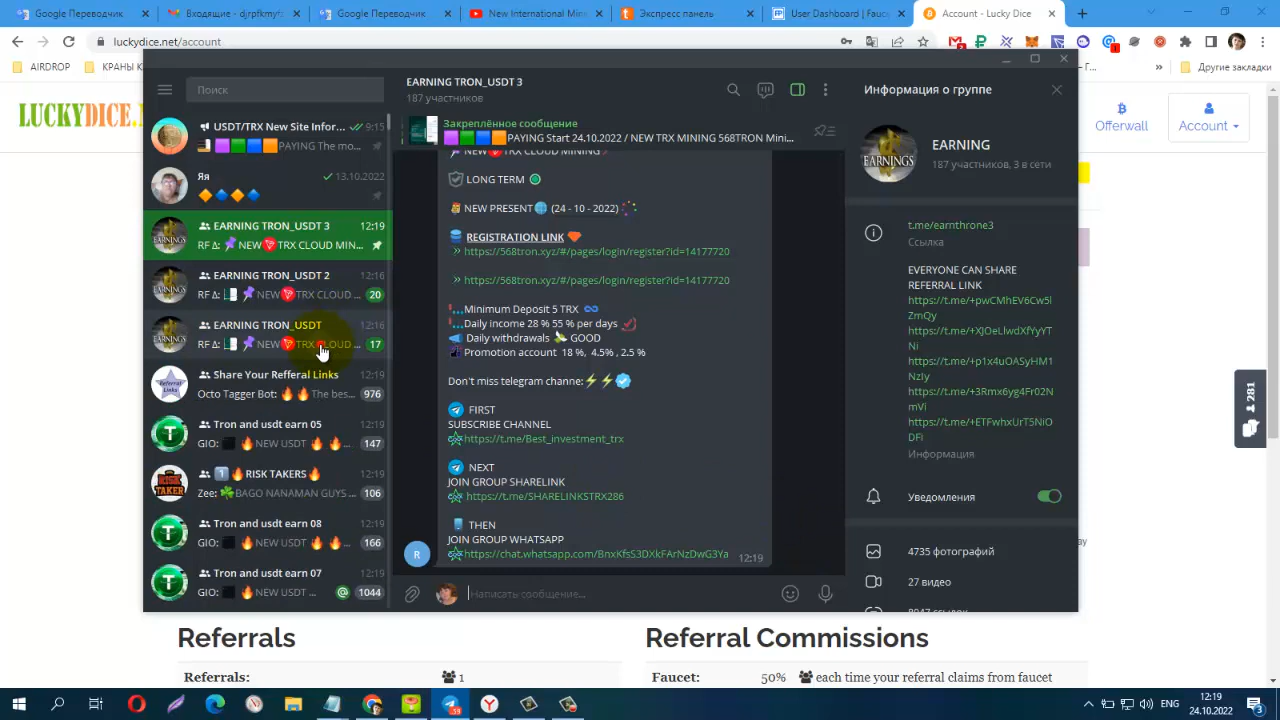 Google Переводчик
Входящие - djrpkfmyf
Google Переводчик
New International Min
Экспресс панель
User Dashboard | Fauc
Account - Lucky Dice
luckydice.net/account
AIRDROP
КРАНЫ К
Другие закладки
LUCKYDICE.
Offerwall
Account
Поиск
USDT/TRX New Site Infor... 9:15
PAYING The mo...
Яя 13.10.2022
EARNING TRON_USDT 3 12:19
RF Δ: NEW TRX CLOUD MIN...
EARNING TRON_USDT 2 12:16
RF Δ: NEW TRX CLOUD ... 20
EARNING TRON_USDT 12:16
RF Δ: NEW TRX CLOUD ... 17
Share Your Refferal Links 12:19
Octo Tagger Bot: The bes... 976
Tron and usdt earn 05 12:19
GIO: NEW USDT ... 147
RISK TAKERS 12:19
Zee: BAGO NANAMAN GUYS ... 106
Tron and usdt earn 08 12:19
GIO: NEW USDT ... 166
Tron and usdt earn 07 12:19
GIO: NEW USDT ... @ 1044
EARNING TRON_USDT 3
187 участников
Закреплённое сообщение
PAYING Start 24.10.2022 / NEW TRX MINING 568TRON Mini...
NEW TRX CLOUD MINING
LONG TERM
NEW PRESENT (24 - 10 - 2022)
REGISTRATION LINK
» https://568tron.xyz/#/pages/login/register?id=14177720
» https://568tron.xyz/#/pages/login/register?id=14177720
Minimum Deposit 5 TRX
Daily income 28 % 55 % per days
Daily withdrawals GOOD
Promotion account 18 %, 4.5% , 2.5 %
Don't miss telegram channe:
FIRST
SUBSCRIBE CHANNEL
https://t.me/Best_investment_trx
NEXT
JOIN GROUP SHARELINK
https://t.me/SHARELINKSTRX286
THEN
JOIN GROUP WHATSAPP
https://chat.whatsapp.com/BnxKfsS3DXkFArNzDwG3Ya
12:19
R
Написать сообщение...
Информация о группе
EARNINGS
EARNING
187 участников, 3 в сети
t.me/earnthrone3
Ссылка
EVERYONE CAN SHARE
REFERRAL LINK
https://t.me/+pwCMhEV6Cw5l
ZmQy
https://t.me/+XJOeLlwdXfYyYT
Ni
https://t.me/+p1x4uOASyHM1
NzIy
https://t.me/+3Rmx6yg4Fr02N
mVi
https://t.me/+ETFwhxUrT5NiO
DFi
Информация
Уведомления
4735 фотографий
27 видео
281
Referrals
Referral Commissions
Referrals: 1
Faucet: 50% each time your referral claims from faucet
ENG
12:19
24.10.2022